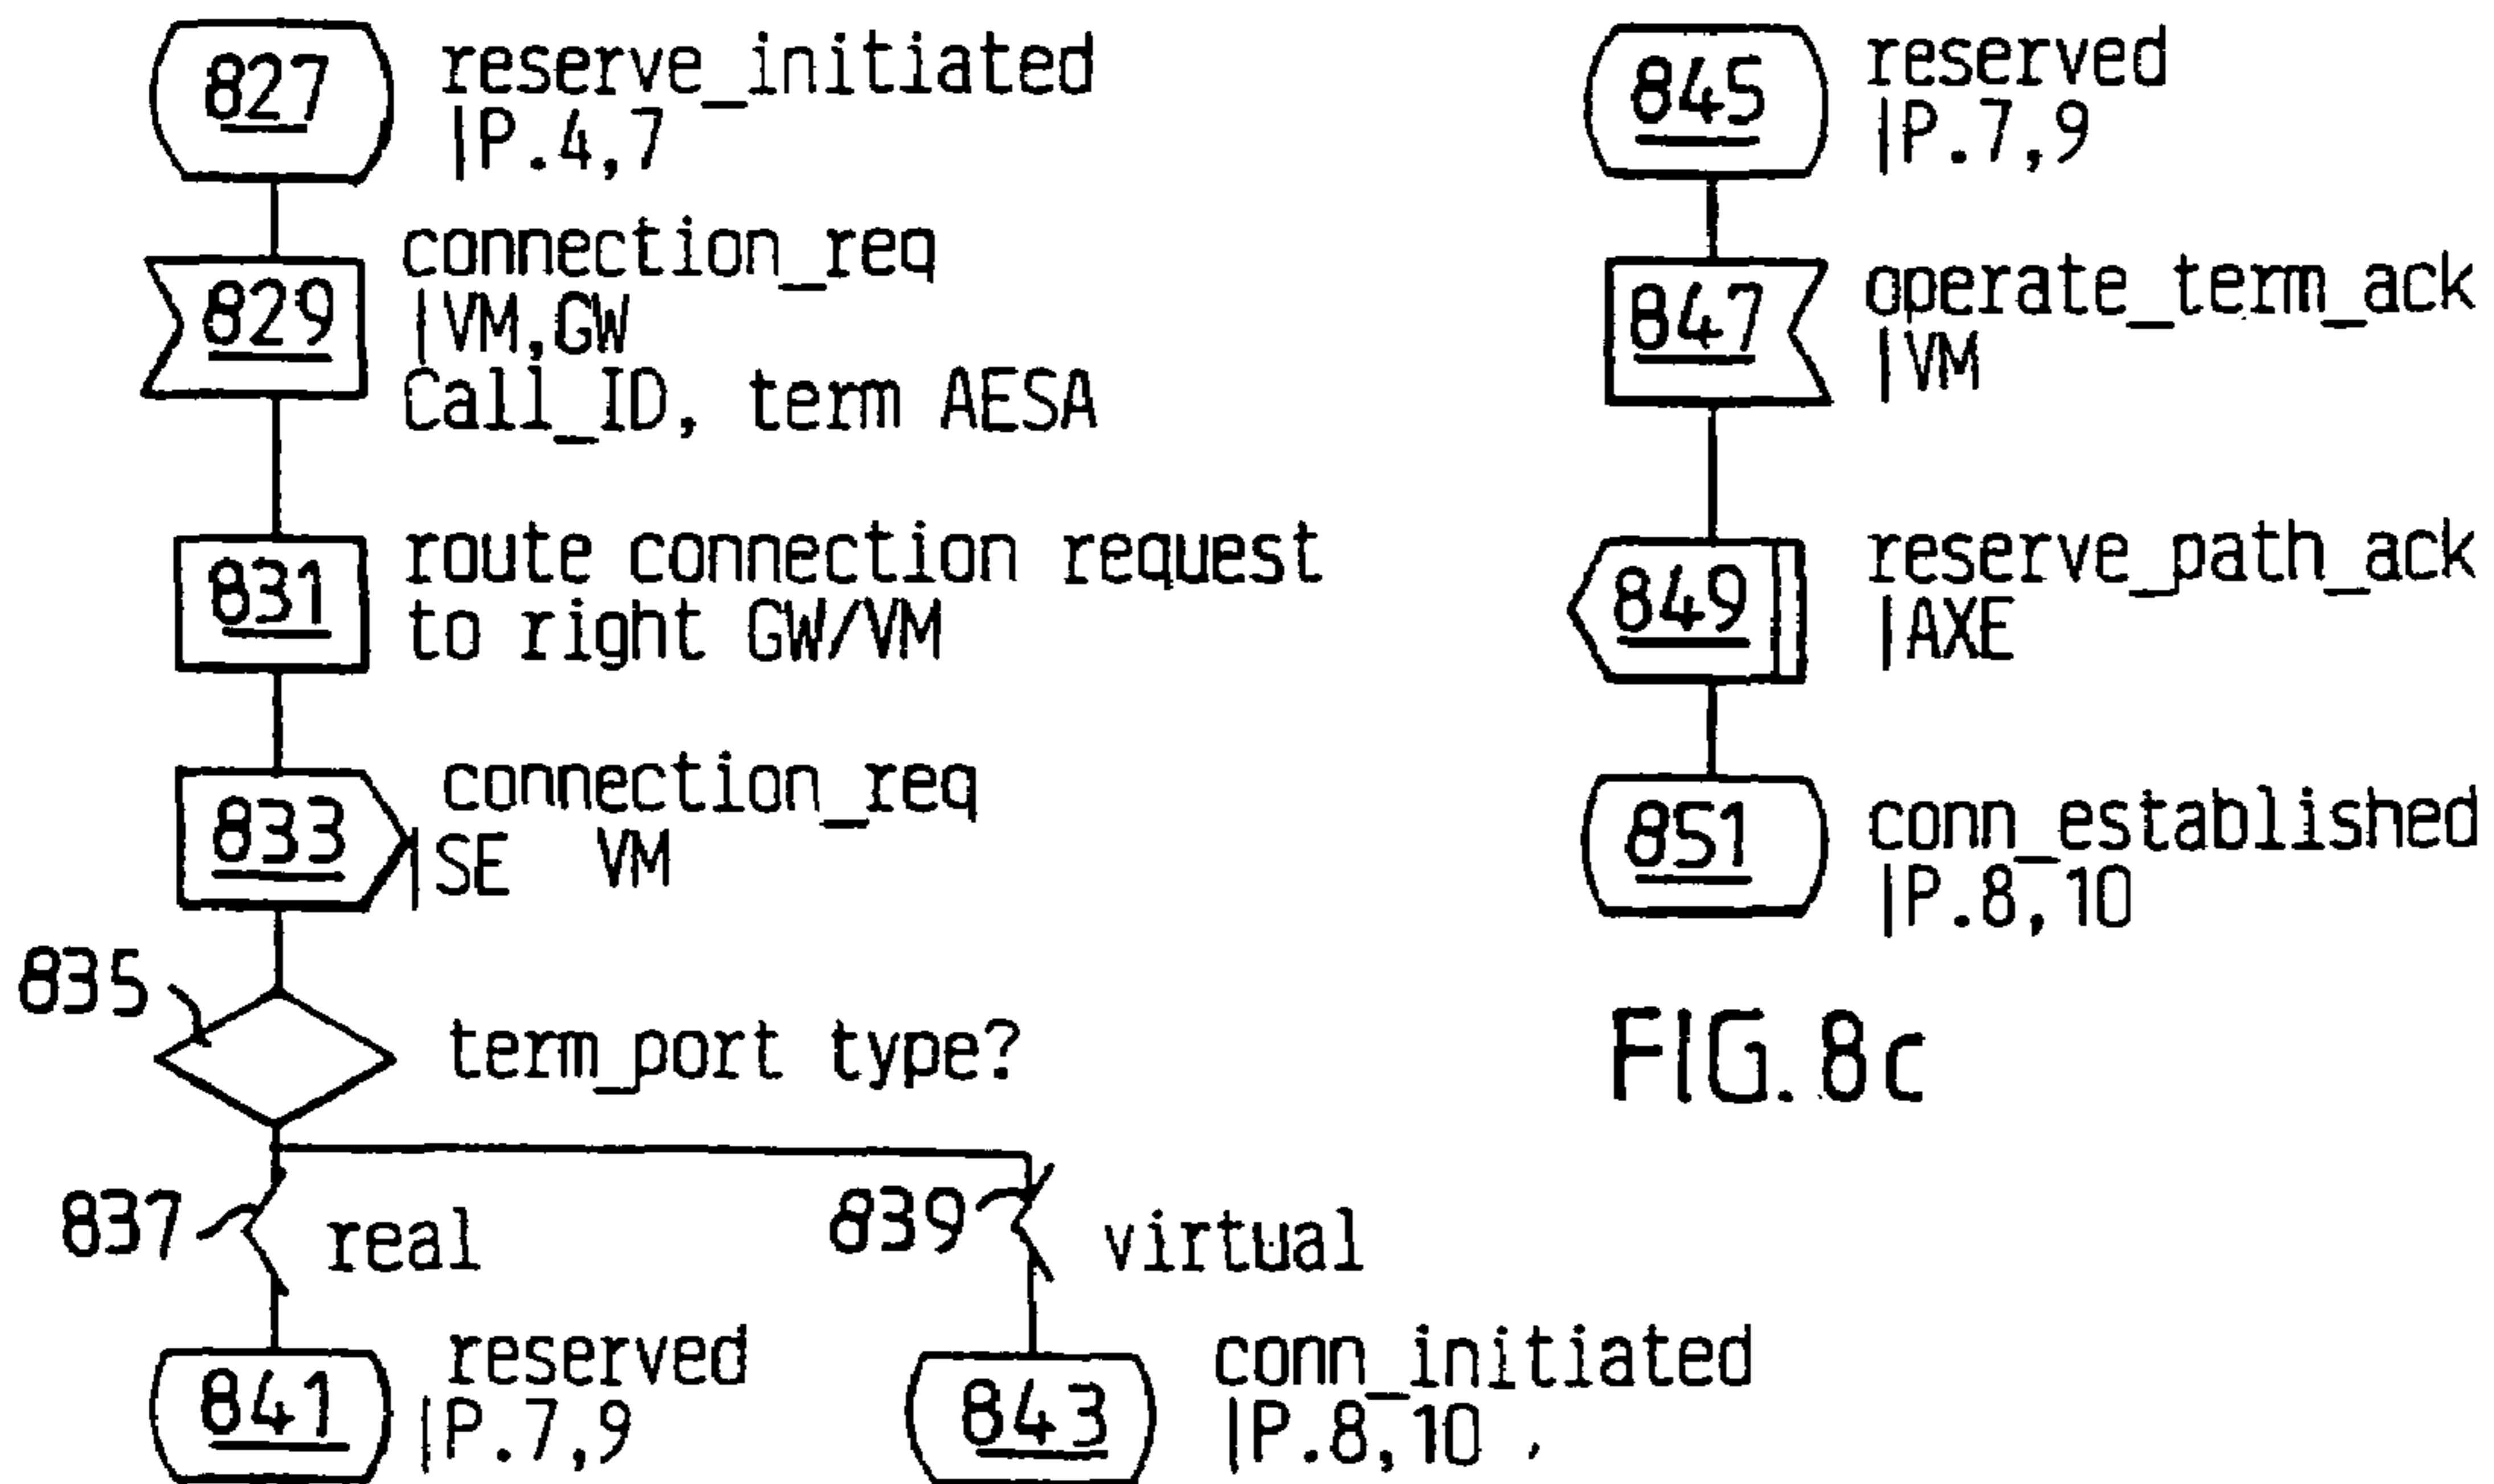 827
reserve_initiated
|P.4,7
829
connection_req
|VM,GW
Call_ID, term AESA
831
route connection request
to right GW/VM
833
connection_req
|SE VM
835
term_port type?
837
real
839
virtual
841
reserved
|P.7,9
843
conn_initiated
|P.8,10
845
reserved
|P.7,9
847
operate_term_ack
|VM
849
reserve_path_ack
|AXE
851
conn_established
|P.8,10
FIG.8c